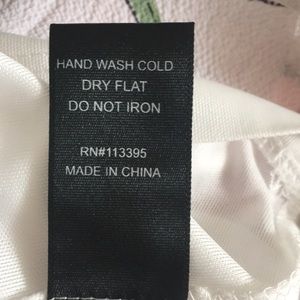 HAND WASH COLD
DRY FLAT
DO NOT IRON
RN#113395
MADE IN CHINA